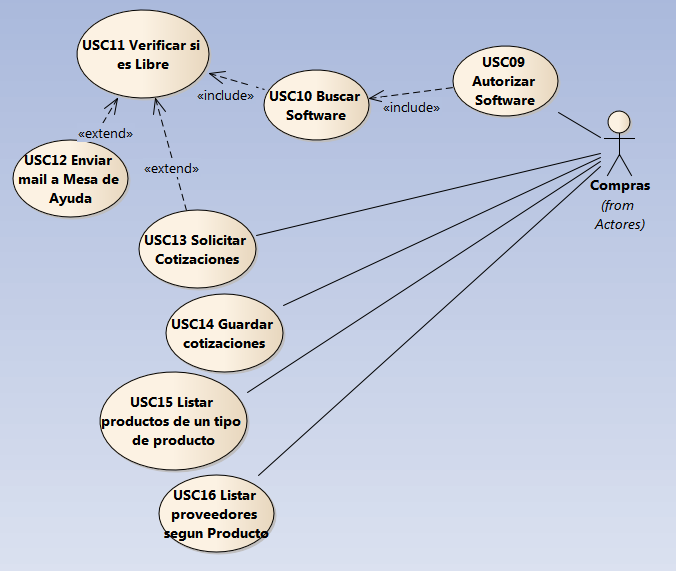 USC11 Verificar si
es Libre
USC09
Autorizar
Software
«include»
USC10 Buscar
Software
«include»
«extend»
USC12 Enviar
mail a Mesa de
Ayuda
«extend»
Compras
(from
Actores)
USC13 Solicitar
Cotizaciones
USC14 Guardar
cotizaciones
USC15 Listar
productos de un tipo
de producto
USC16 Listar
proveedores
segun Producto